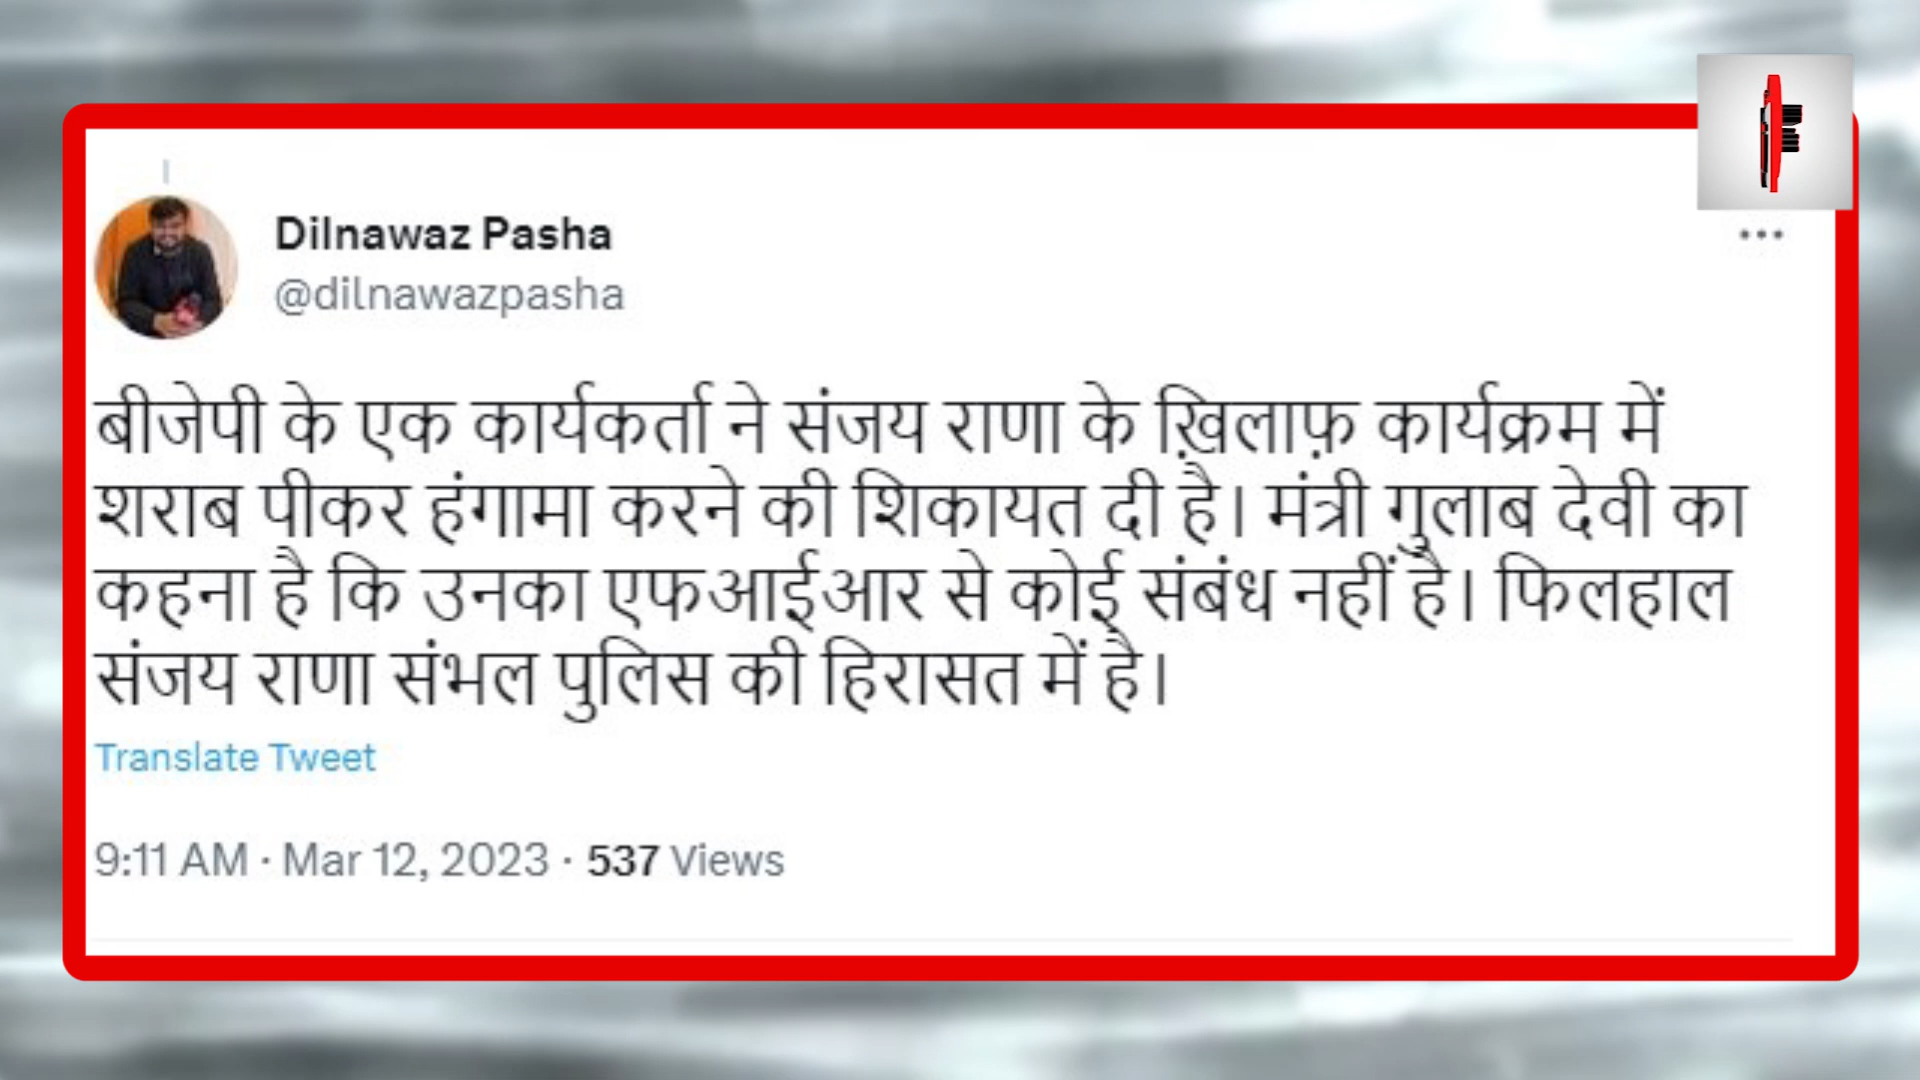 Dilnawaz Pasha
@dilnawazpasha
बीजेपी के एक कार्यकर्ता ने संजय राणा के ख़िलाफ़ कार्यक्रम में
शराब पीकर हंगामा करने की शिकायत दी है। मंत्री गुलाब देवी का
कहना है कि उनका एफआईआर से कोई संबंध नहीं है। फिलहाल
संजय राणा संभल पुलिस की हिरासत में है।
Translate Tweet
9:11 AM · Mar 12, 2023 · 537 Views